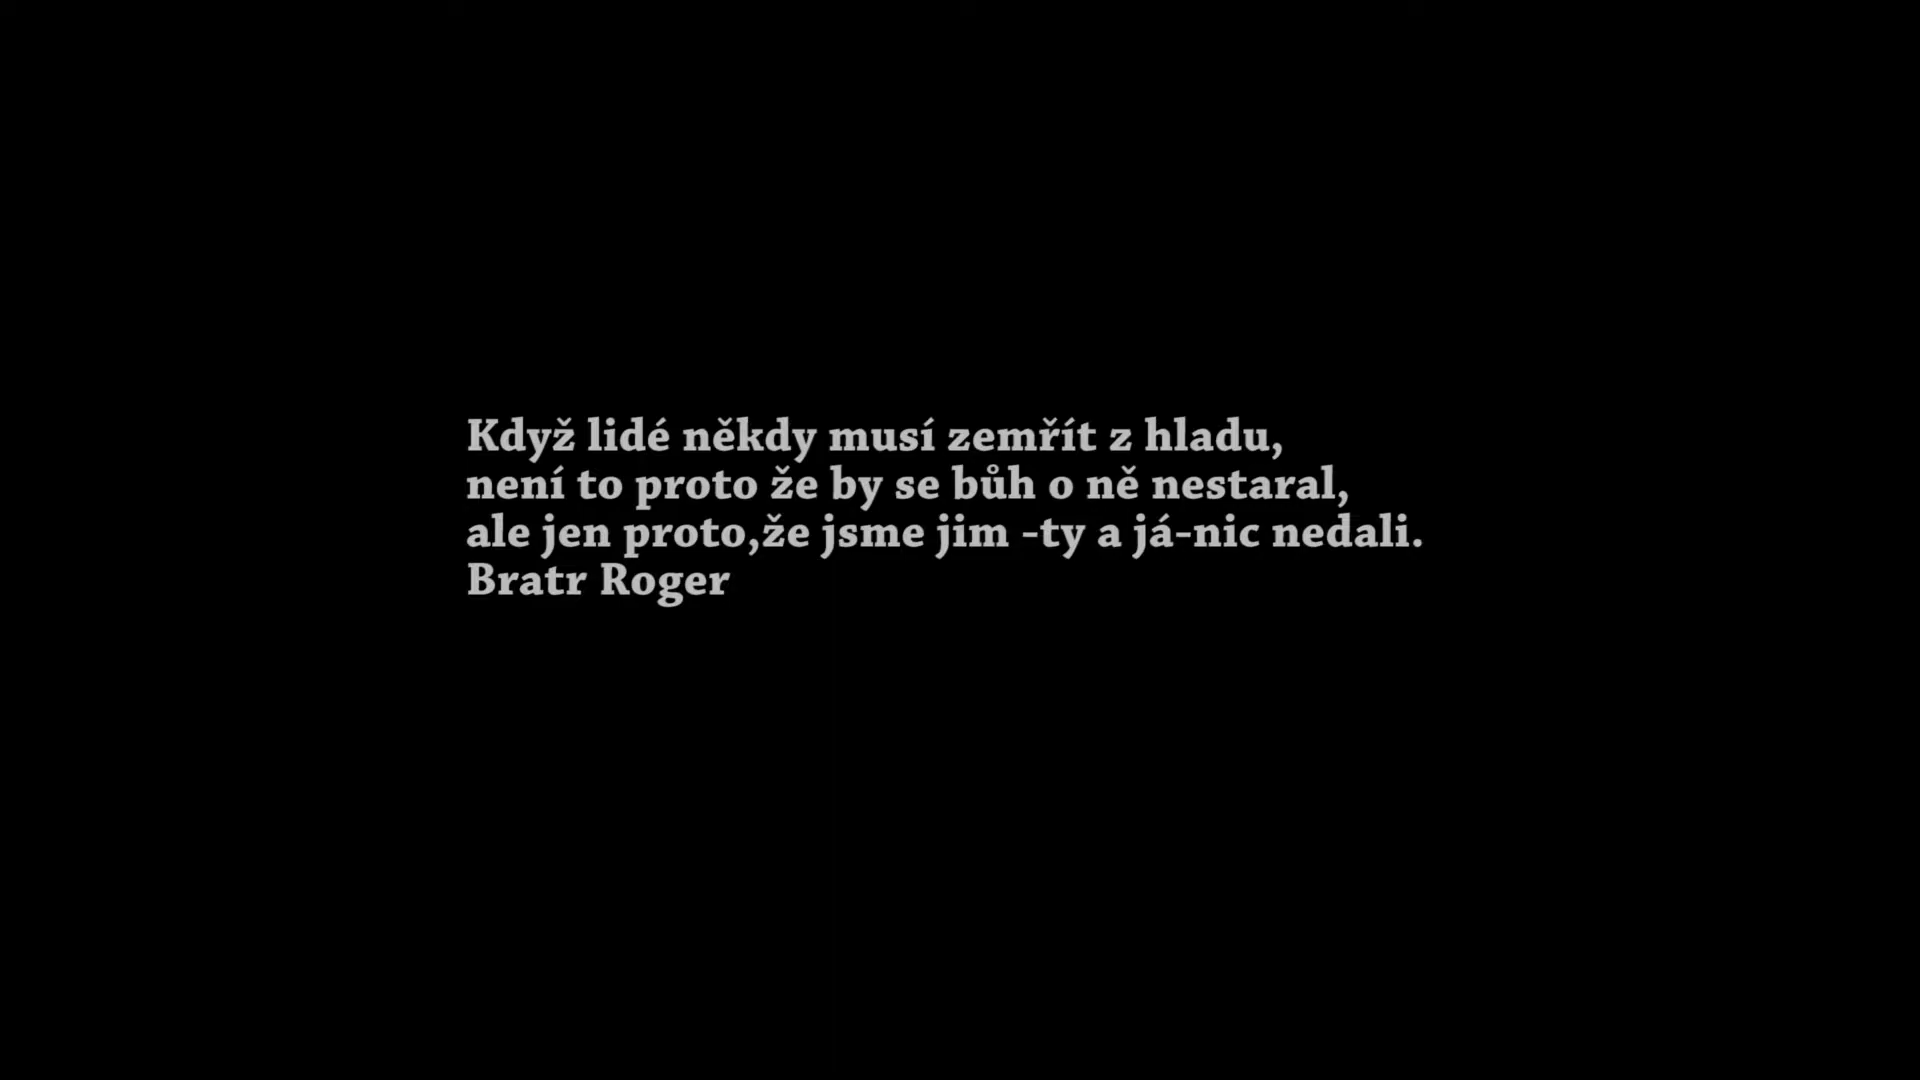 Když lidé někdy musí zemřít z hladu,
není to proto že by se bůh o ně nestaral,
ale jen proto,že jsme jim -ty a já-nic nedali.
Bratr Roger